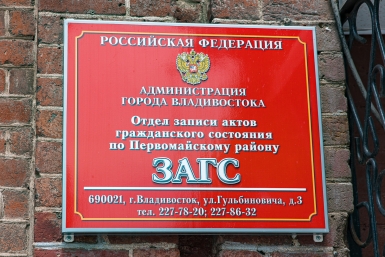 РОССИЙСКАЯ ФЕДЕРАЦИЯ
АДМИНИСТРАЦИЯ
ГОРОДА ВЛАДИВОСТОКА
Отдел записи актов
гражданского состояния
по Первомайскому району
ЗАГС
690021, г.Владивосток, ул.Гульбиновича, д.3
тел. 227-78-20; 227-86-32